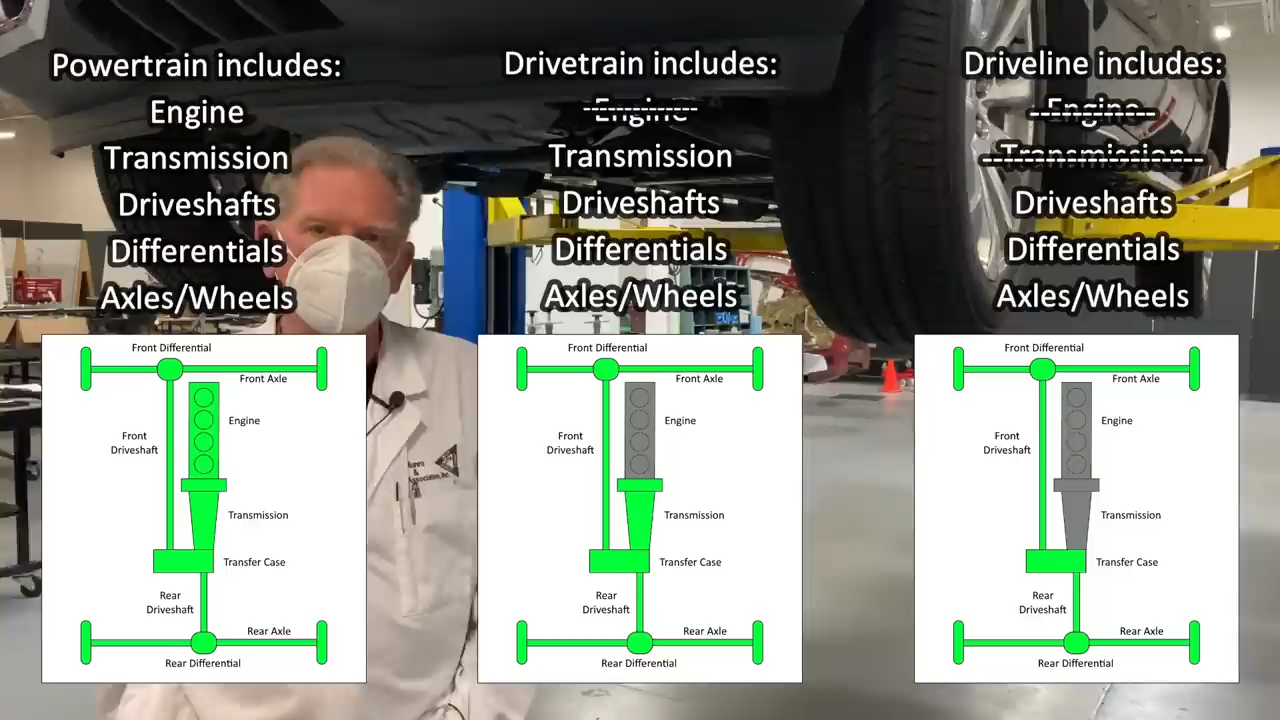 Powertrain includes:
Engine
Transmission
Driveshafts
Differentials
Axles/Wheels
Front Differential
Front Axle
Engine
Front
Driveshaft
Transmission
Transfer Case
Rear
Driveshaft
Rear Axle
Rear Differential
Drivetrain includes:
Engine
Transmission
Driveshafts
Differentials
Axles/Wheels
Front Differential
Front Axle
Engine
Front
Driveshaft
Transmission
Transfer Case
Rear
Driveshaft
Rear Axle
Rear Differential
Driveline includes:
Engine
Transmission
Driveshafts
Differentials
Axles/Wheels
Front Differential
Front Axle
Engine
Front
Driveshaft
Transmission
Transfer Case
Rear
Driveshaft
Rear Axle
Rear Differential
Munro
&
Associates, Inc.